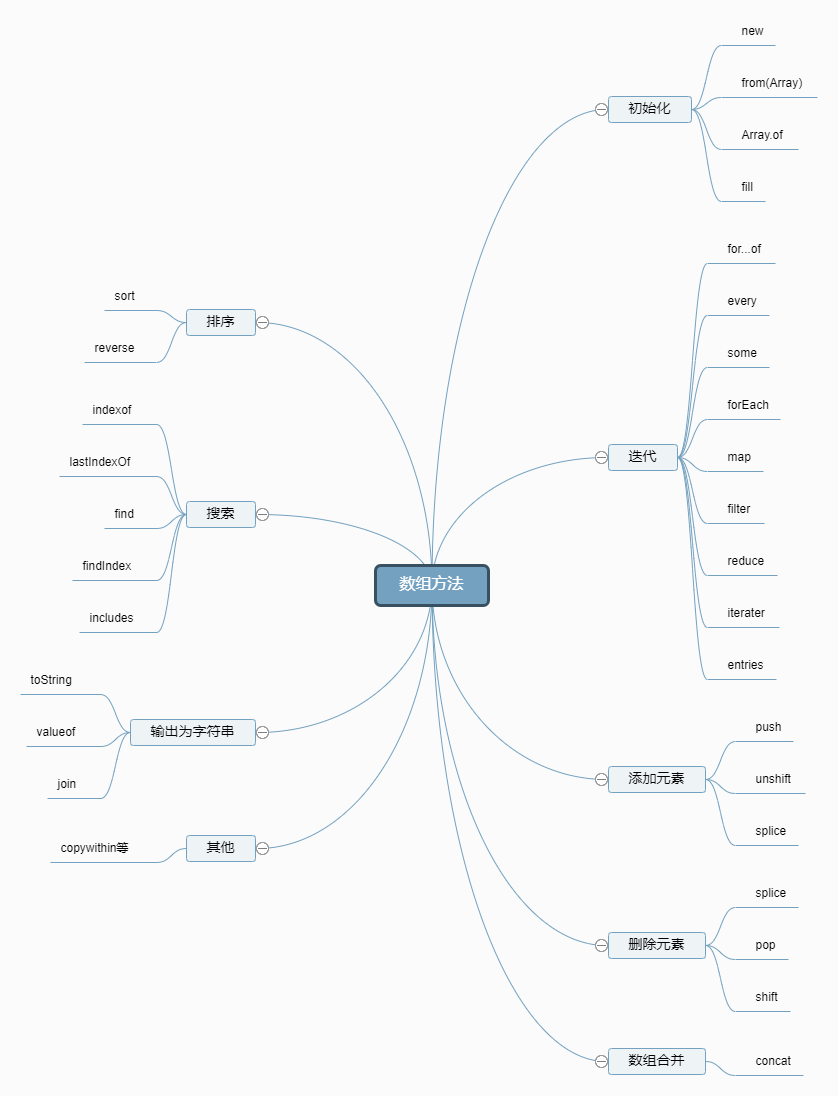 数组方法
初始化
new
from(Array)
Array.of
fill
迭代
for...of
every
some
forEach
map
filter
reduce
iterater
entries
添加元素
push
unshift
splice
删除元素
splice
pop
shift
数组合并
concat
排序
sort
reverse
搜索
indexof
lastIndexOf
find
findIndex
includes
输出为字符串
toString
valueof
join
其他
copywithin等